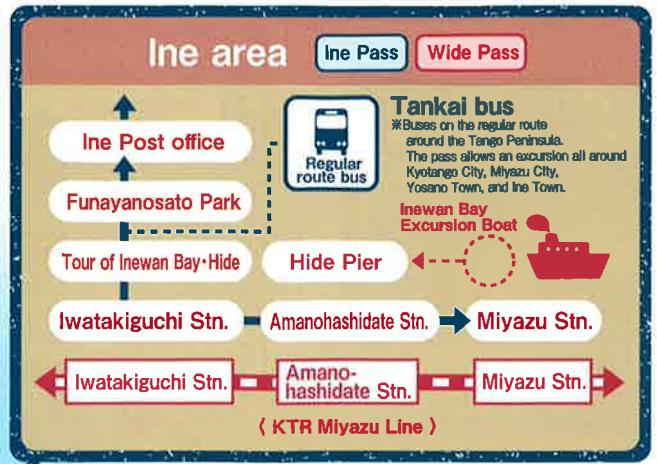 Ine area
Ine Pass
Wide Pass
Tankai bus
※Buses on the regular route
around the Tango Peninsula.
The pass allows an excursion all around
Kyotango City, Miyazu City,
Yosano Town, and Ine Town.
Regular
route bus
Ine Post office
Funayanosato Park
Inewan Bay
Excursion Boat
Tour of Inewan Bay・Hide
Hide Pier
Iwatakiguchi Stn.
Amanohashidate Stn.
Miyazu Stn.
Iwatakiguchi Stn.
Amano-
hashidate Stn.
Miyazu Stn.
〈 KTR Miyazu Line 〉